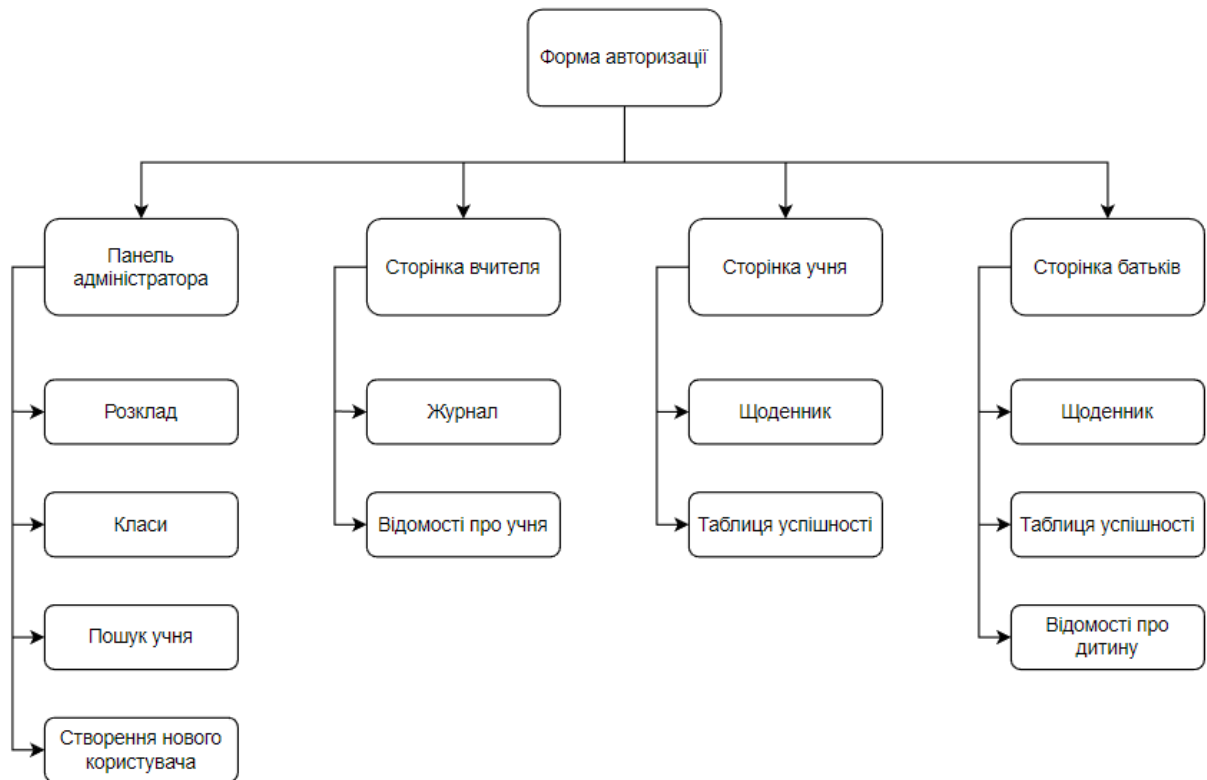 Форма авторизації
Панель
адміністратора
Сторінка вчителя
Сторінка учня
Сторінка батьків
Розклад
Журнал
Щоденник
Щоденник
Класи
Відомості про учня
Таблиця успішності
Таблиця успішності
Пошук учня
Відомості про
дитину
Створення нового
користувача